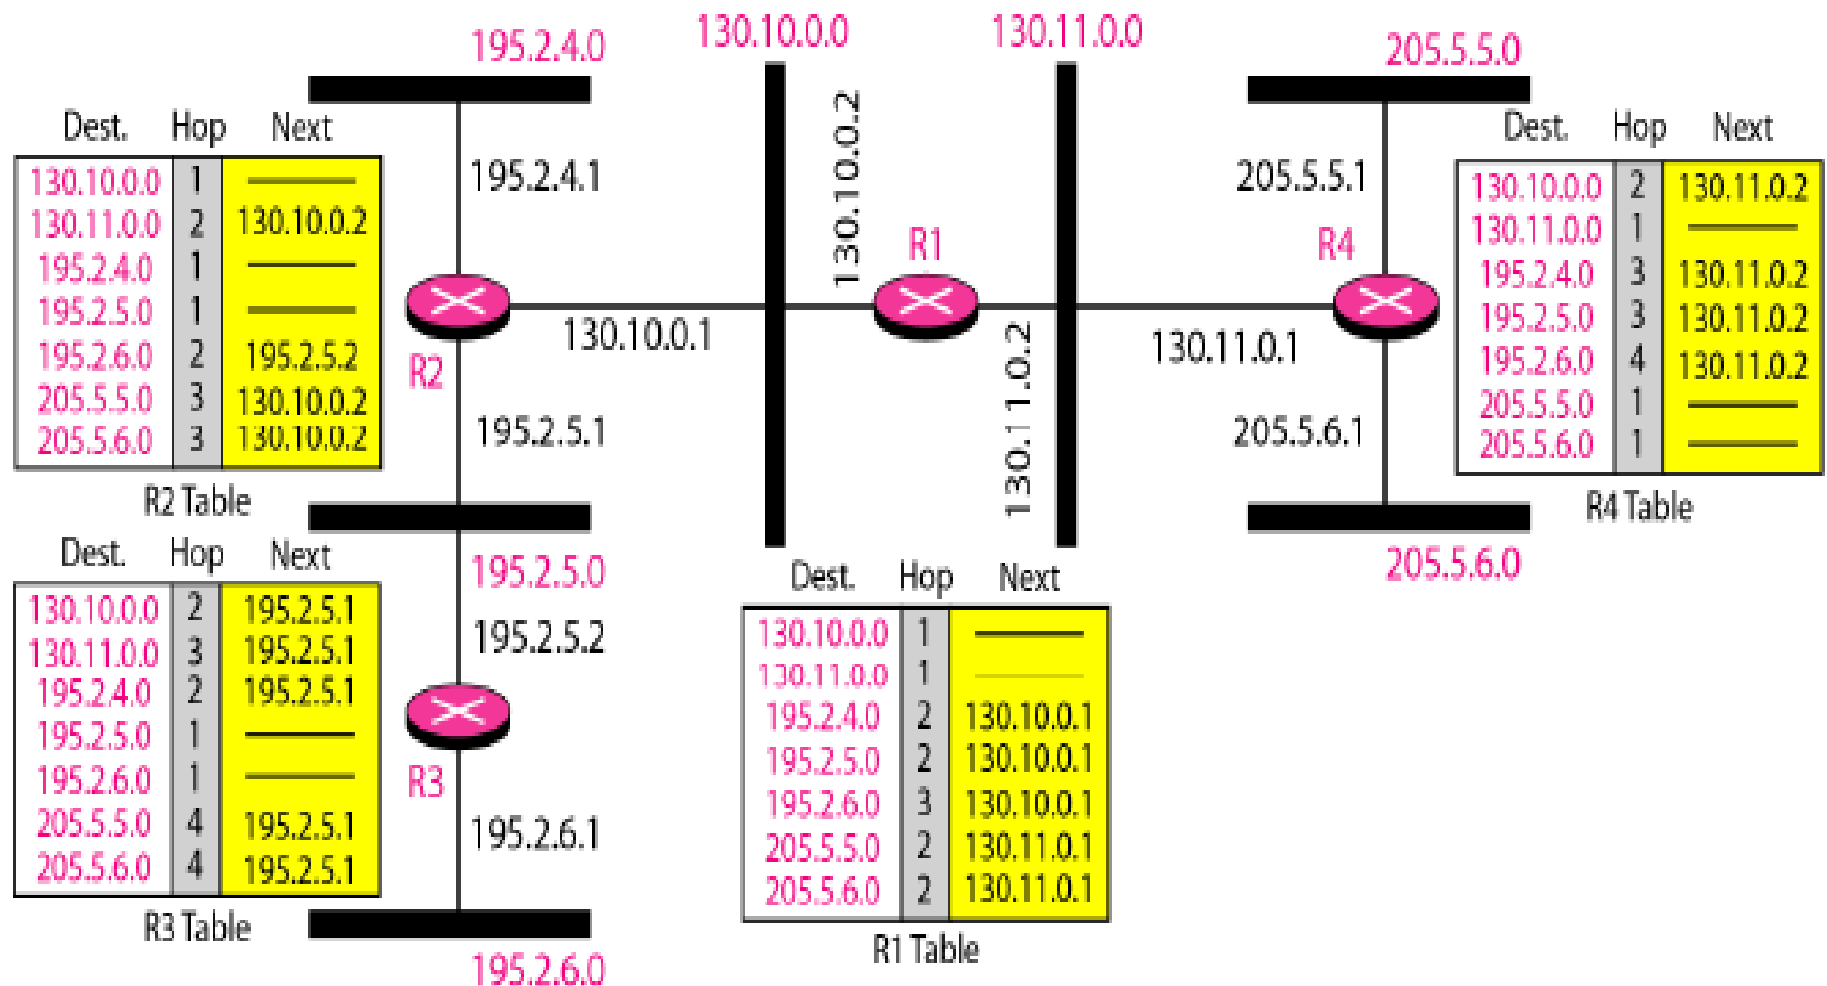 195.2.4.0
130.10.0.0
130.11.0.0
205.5.5.0
Dest. Hop Next
130.10.0.0 1
130.11.0.0 2 130.10.0.2
195.2.4.0 1
195.2.5.0 1
195.2.6.0 2 195.2.5.2
205.5.5.0 3 130.10.0.2
205.5.6.0 3 130.10.0.2
R2 Table
195.2.4.1
R2
130.10.0.1
195.2.5.1
130.10.0.2
R1
130.11.0.2
130.11.0.1
205.5.5.1
R4
205.5.6.1
Dest. Hop Next
130.10.0.0 2 130.11.0.2
130.11.0.0 1
195.2.4.0 3 130.11.0.2
195.2.5.0 3 130.11.0.2
195.2.6.0 4 130.11.0.2
205.5.5.0 1
205.5.6.0 1
R4 Table
205.5.6.0
Dest. Hop Next
130.10.0.0 2 195.2.5.1
130.11.0.0 3 195.2.5.1
195.2.4.0 2 195.2.5.1
195.2.5.0 1
195.2.6.0 1
205.5.5.0 4 195.2.5.1
205.5.6.0 4 195.2.5.1
R3 Table
195.2.5.0
195.2.5.2
R3
195.2.6.1
195.2.6.0
Dest. Hop Next
130.10.0.0 1
130.11.0.0 1
195.2.4.0 2 130.10.0.1
195.2.5.0 2 130.10.0.1
195.2.6.0 3 130.10.0.1
205.5.5.0 2 130.11.0.1
205.5.6.0 2 130.11.0.1
R1 Table